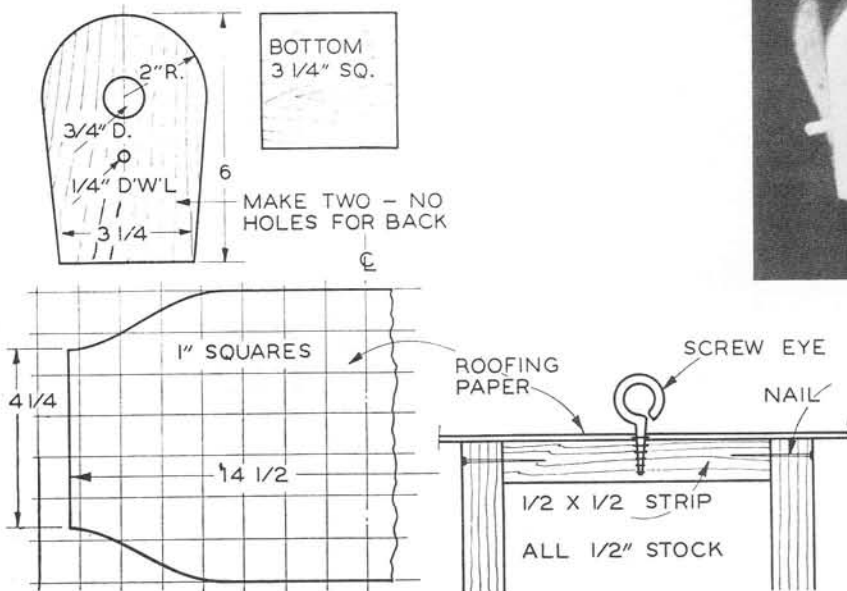 BOTTOM
3 1/4" SQ.
2"R.
3/4" D.
1/4" D'W'L
6
MAKE TWO – NO
HOLES FOR BACK
3 1/4
℄
1" SQUARES
ROOFING
PAPER
SCREW EYE
NAIL
4 1/4
14 1/2
1/2 X 1/2 STRIP
ALL 1/2" STOCK